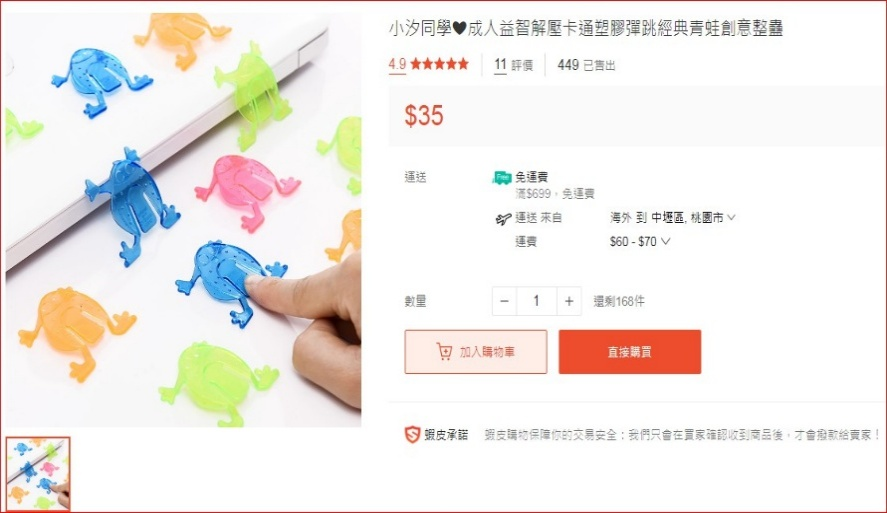 小汐同學♥成人益智解壓卡通塑膠彈跳經典青蛙創意整蠱
4.9 ★★★★★ 11 評價 449 已售出
$35
運送 Free 免運費
滿$699，免運費
運送 來自 海外 到 中壢區, 桃園市
運費 $60 - $70
數量 − 1 + 還剩168件
加入購物車 直接購買
蝦皮承諾 蝦皮購物保障你的交易安全：我們只會在買家確認收到商品後，才會撥款給賣家！